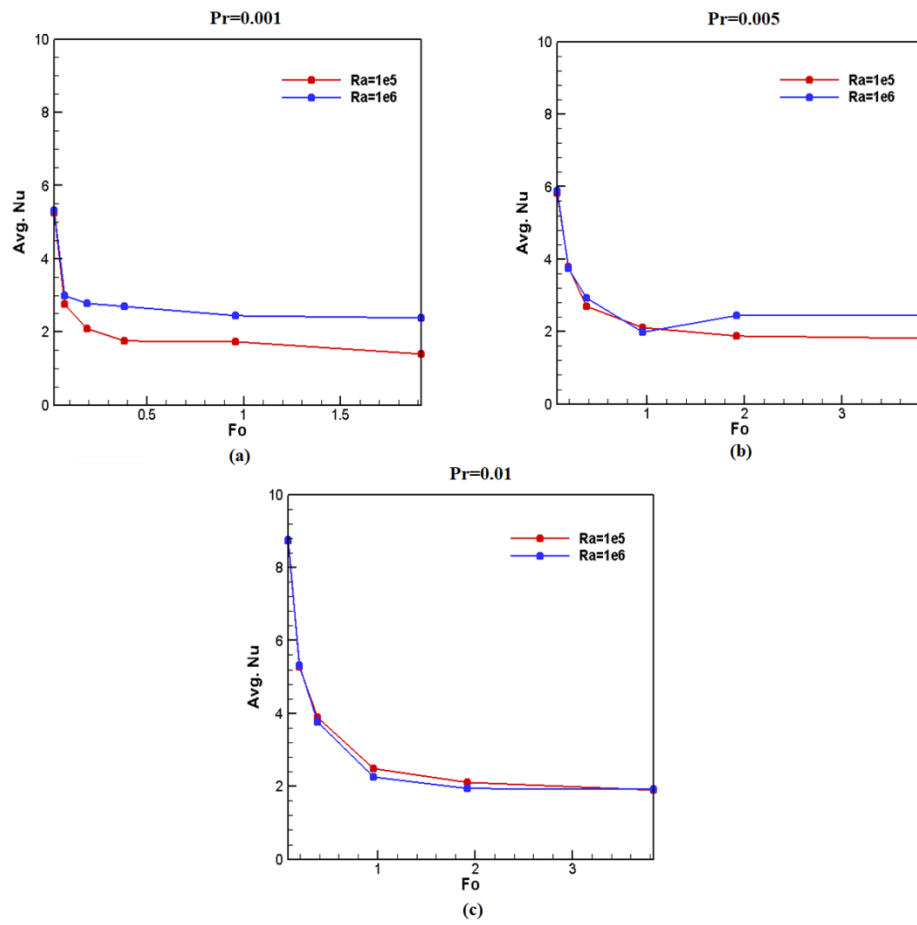 Pr=0.001
10
8
6
4
2
0
Avg. Nu
Ra=1e5
Ra=1e6
0.5
1
1.5
Fo
(a)
Pr=0.005
10
8
6
4
2
0
Avg. Nu
Ra=1e5
Ra=1e6
1
2
3
Fo
(b)
Pr=0.01
10
8
6
4
2
0
Avg. Nu
Ra=1e5
Ra=1e6
1
2
3
Fo
(c)